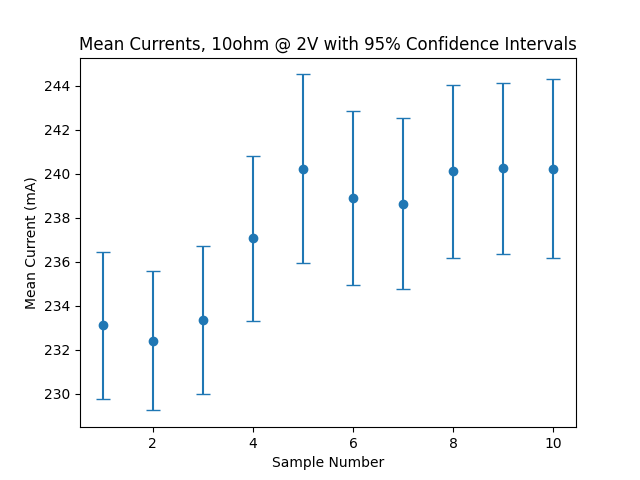 Mean Currents, 10ohm @ 2V with 95% Confidence Intervals
244
242
240
238
236
234
232
230
Mean Current (mA)
2 4 6 8 10
Sample Number